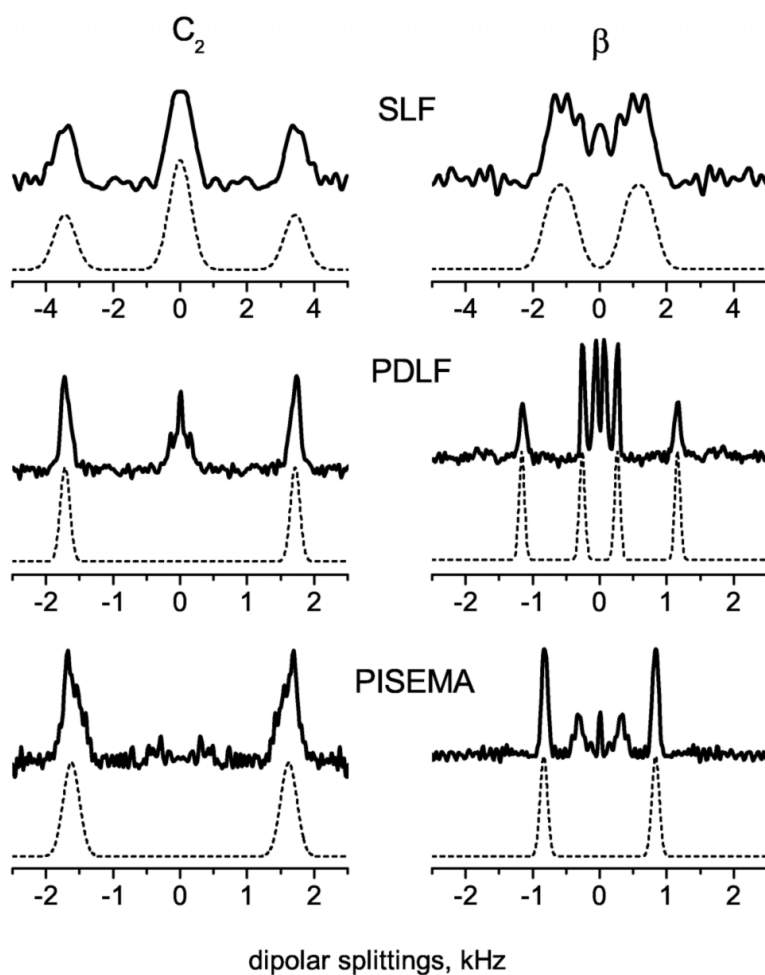 C₂ β
SLF
-4 -2 0 2 4 -4 -2 0 2 4
PDLF
-2 -1 0 1 2 -2 -1 0 1 2
PISEMA
-2 -1 0 1 2 -2 -1 0 1 2
dipolar splittings, kHz